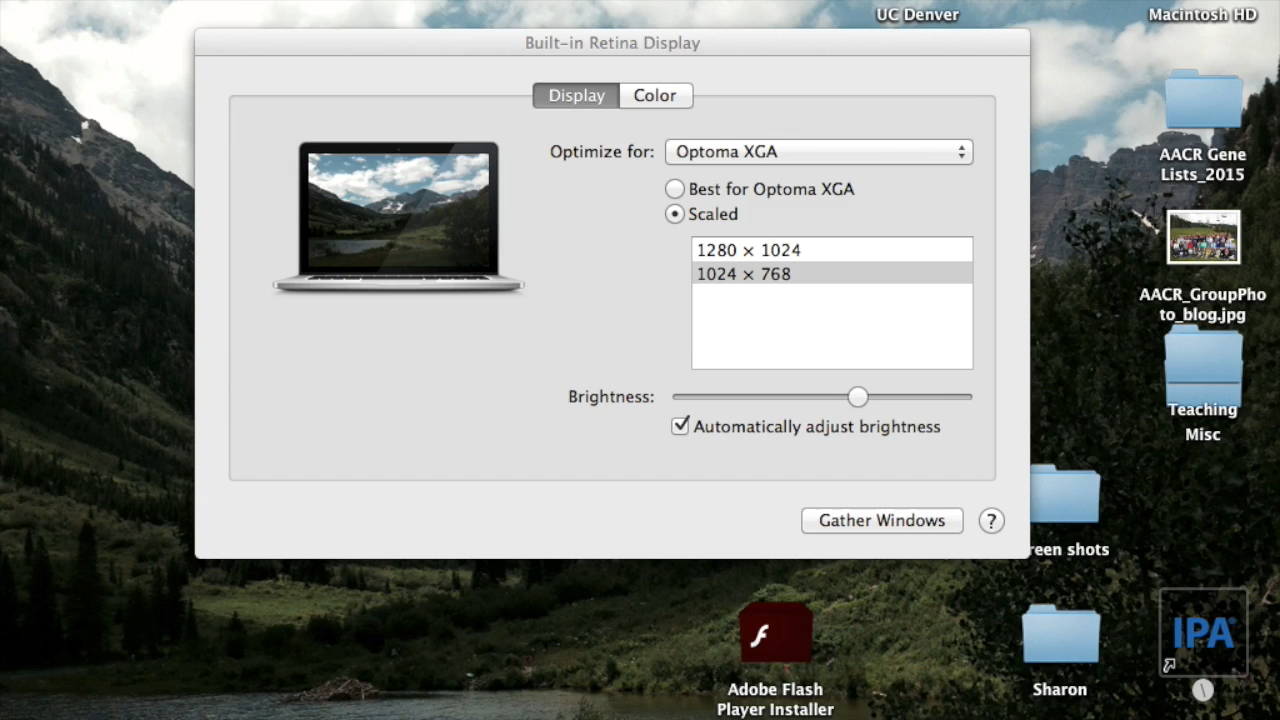 UC Denver
Macintosh HD
Built-in Retina Display
Display
Color
Optimize for:
Optoma XGA
Best for Optoma XGA
Scaled
1280 × 1024
1024 × 768
Brightness:
Automatically adjust brightness
Gather Windows
?
AACR Gene
Lists_2015
AACR_GroupPho
to_blog.jpg
Teaching
Misc
reen shots
IPA
Adobe Flash
Player Installer
Sharon